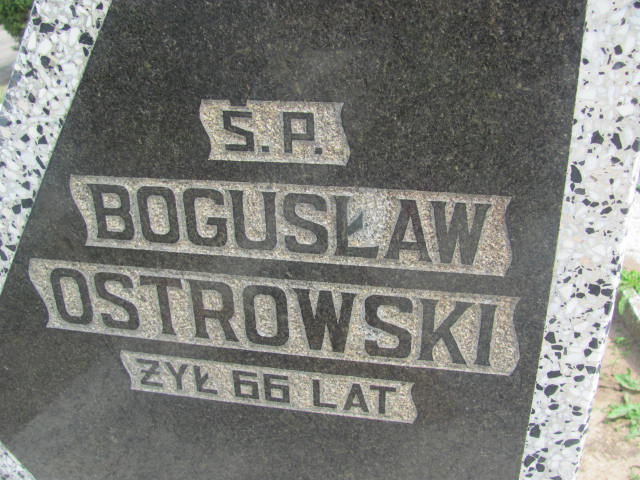 Ś.P.
BOGUSŁAW
OSTROWSKI
ŻYŁ 66 LAT